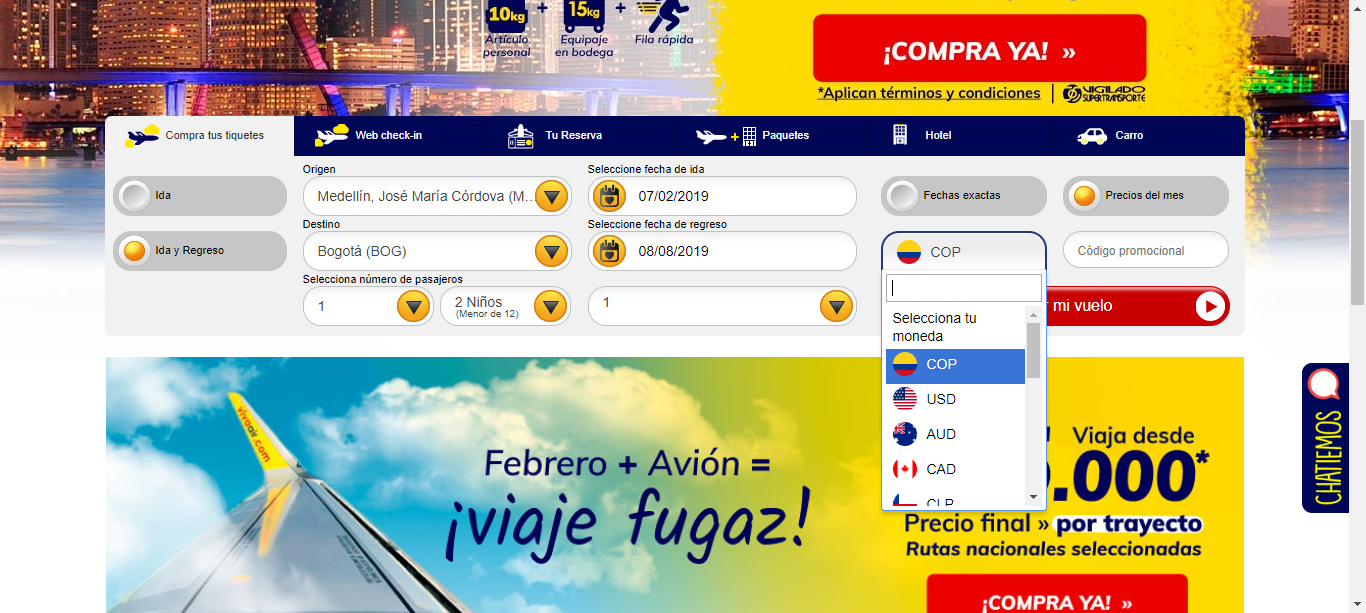 10kg + 15kg +
Artículo personal
Equipaje en bodega
Fila rápida
¡COMPRA YA! »
*Aplican términos y condiciones | VIGILADO SUPERTRANSPORTE
Compra tus tiquetes
Web check-in
Tu Reserva
+ Paquetes
Hotel
Carro
Ida
Ida y Regreso
Origen
Medellín, José María Córdova (M...
Destino
Bogotá (BOG)
Selecciona número de pasajeros
1
2 Niños
(Menor de 12)
1
Seleccione fecha de ida
07/02/2019
Seleccione fecha de regreso
08/08/2019
Fechas exactas
Precios del mes
COP
Código promocional
mi vuelo
Selecciona tu
moneda
COP
USD
AUD
CAD
CLP
CHATIEMOS
vivaair.com
Febrero + Avión =
¡viaje fugaz!
Viaja desde
.000*
Precio final » por trayecto
Rutas nacionales seleccionadas
¡COMPRA YA! »